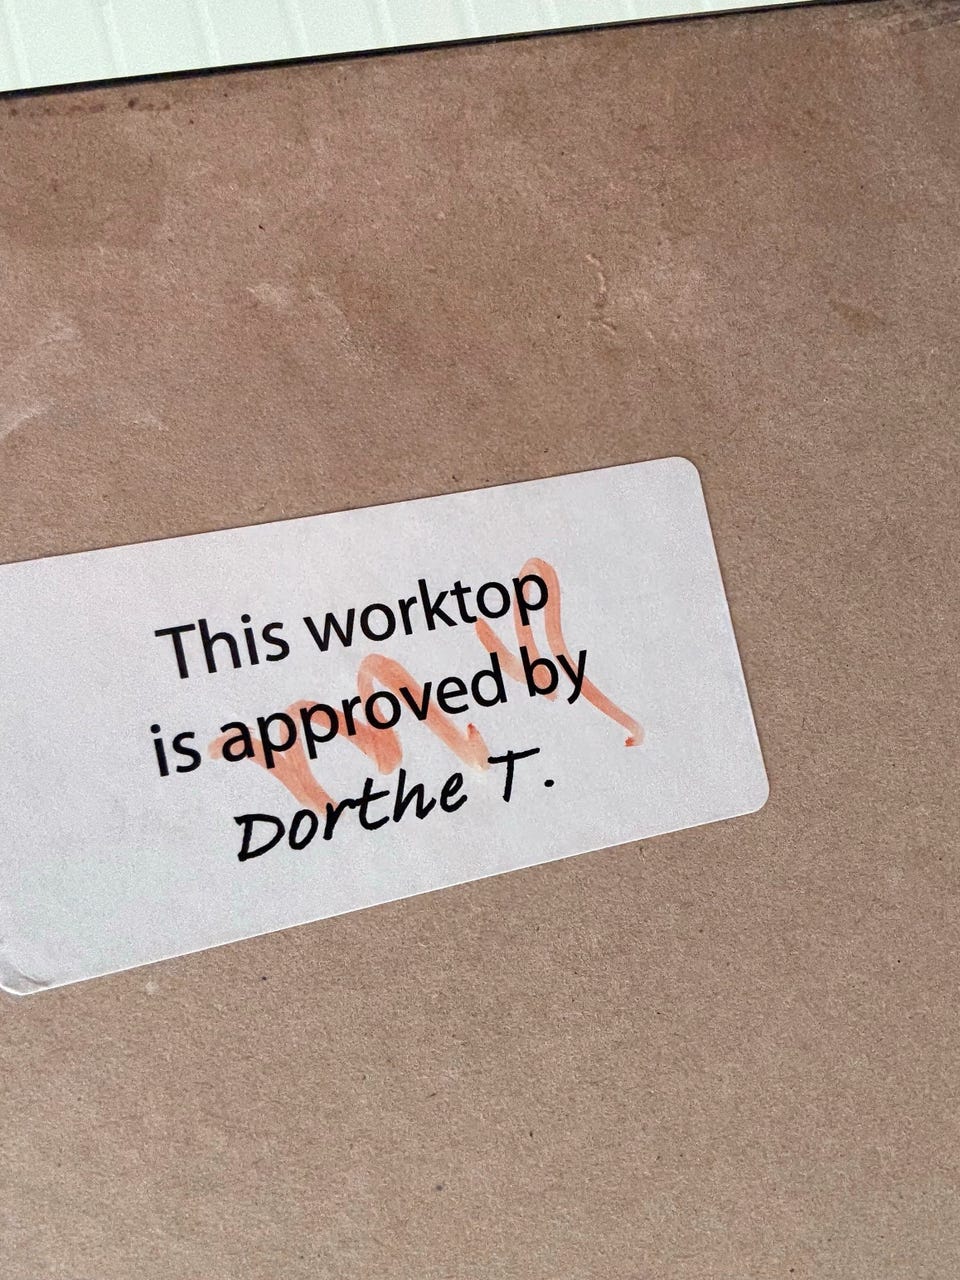 This worktop
is approved by
Dorthe T.